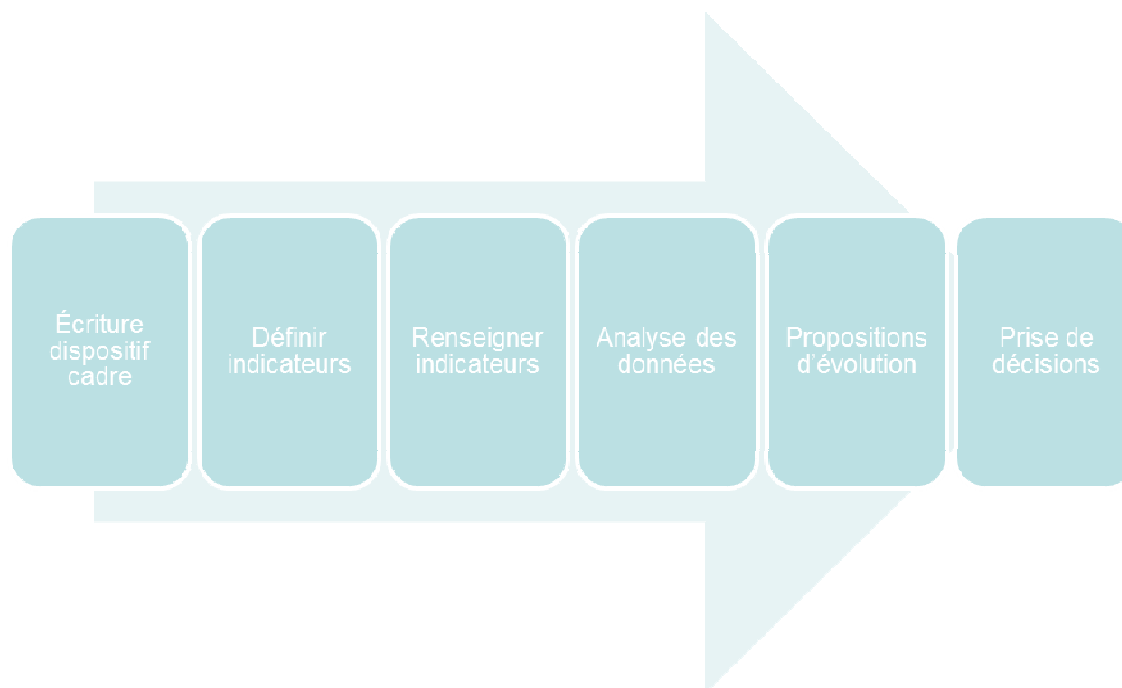 Écriture
dispositif
cadre
Définir
indicateurs
Renseigner
indicateurs
Analyse des
données
Propositions
d’évolution
Prise de
décisions